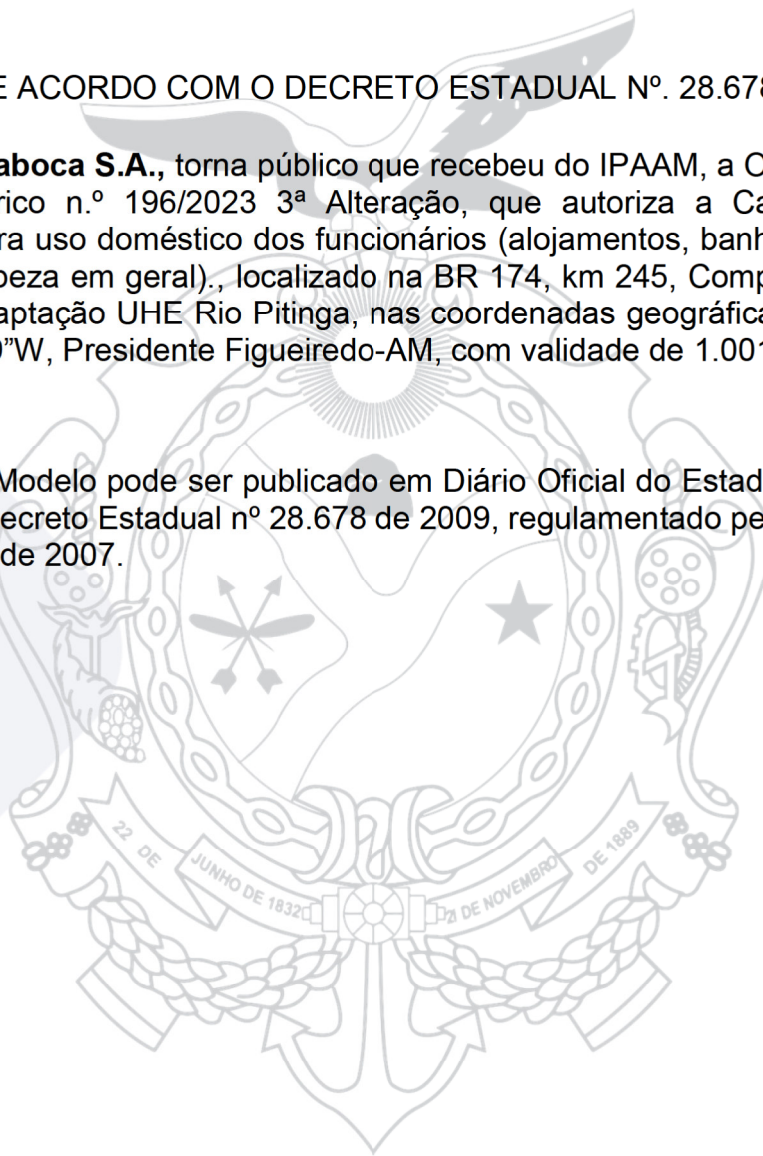 E ACORDO COM O DECRETO ESTADUAL Nº. 28.678
aboca S.A., torna público que recebeu do IPAAM, a O
rico n.º 196/2023 3ª Alteração, que autoriza a Ca
ra uso doméstico dos funcionários (alojamentos, banh
peza em geral)., localizado na BR 174, km 245, Comp
aptação UHE Rio Pitinga, nas coordenadas geográfica
0”W, Presidente Figueiredo-AM, com validade de 1.001
Modelo pode ser publicado em Diário Oficial do Estad
ecreto Estadual nº 28.678 de 2009, regulamentado pe
de 2007.
22 DE JUNHO DE 1832 21 DE NOVEMBRO DE 1889